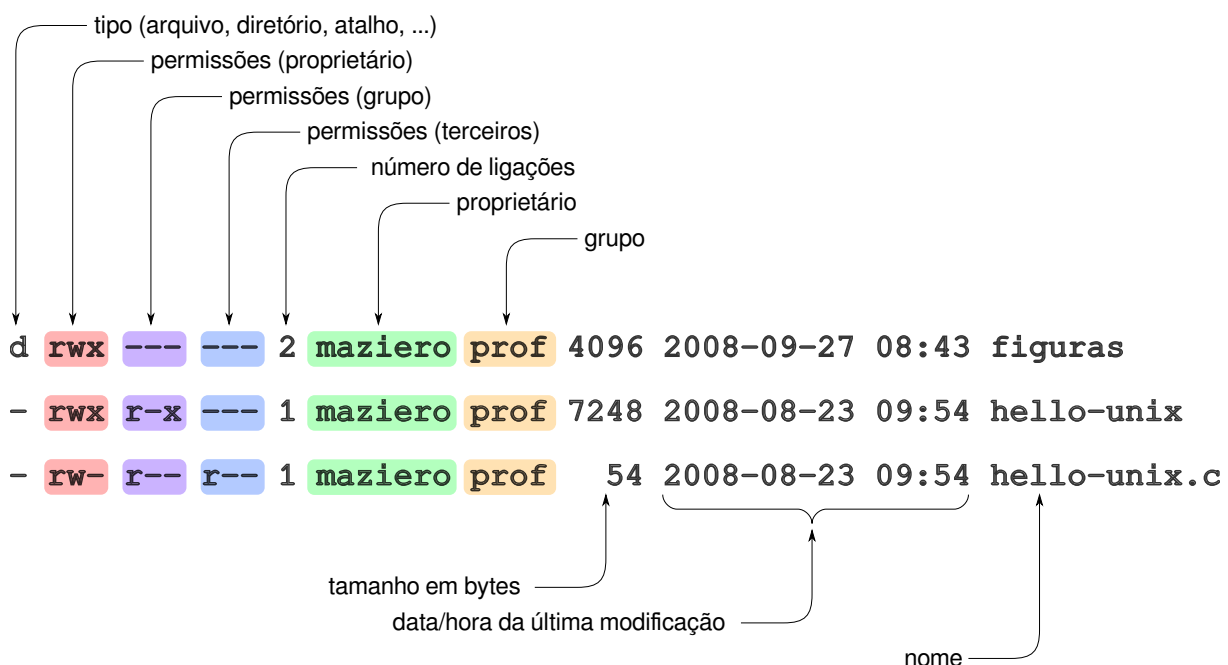 tipo (arquivo, diretório, atalho, ...)
permissões (proprietário)
permissões (grupo)
permissões (terceiros)
número de ligações
proprietário
grupo
d rwx --- --- 2 maziero prof 4096 2008-09-27 08:43 figuras
- rwx r-x --- 1 maziero prof 7248 2008-08-23 09:54 hello-unix
- rw- r-- r-- 1 maziero prof 54 2008-08-23 09:54 hello-unix.c
tamanho em bytes
data/hora da última modificação
nome